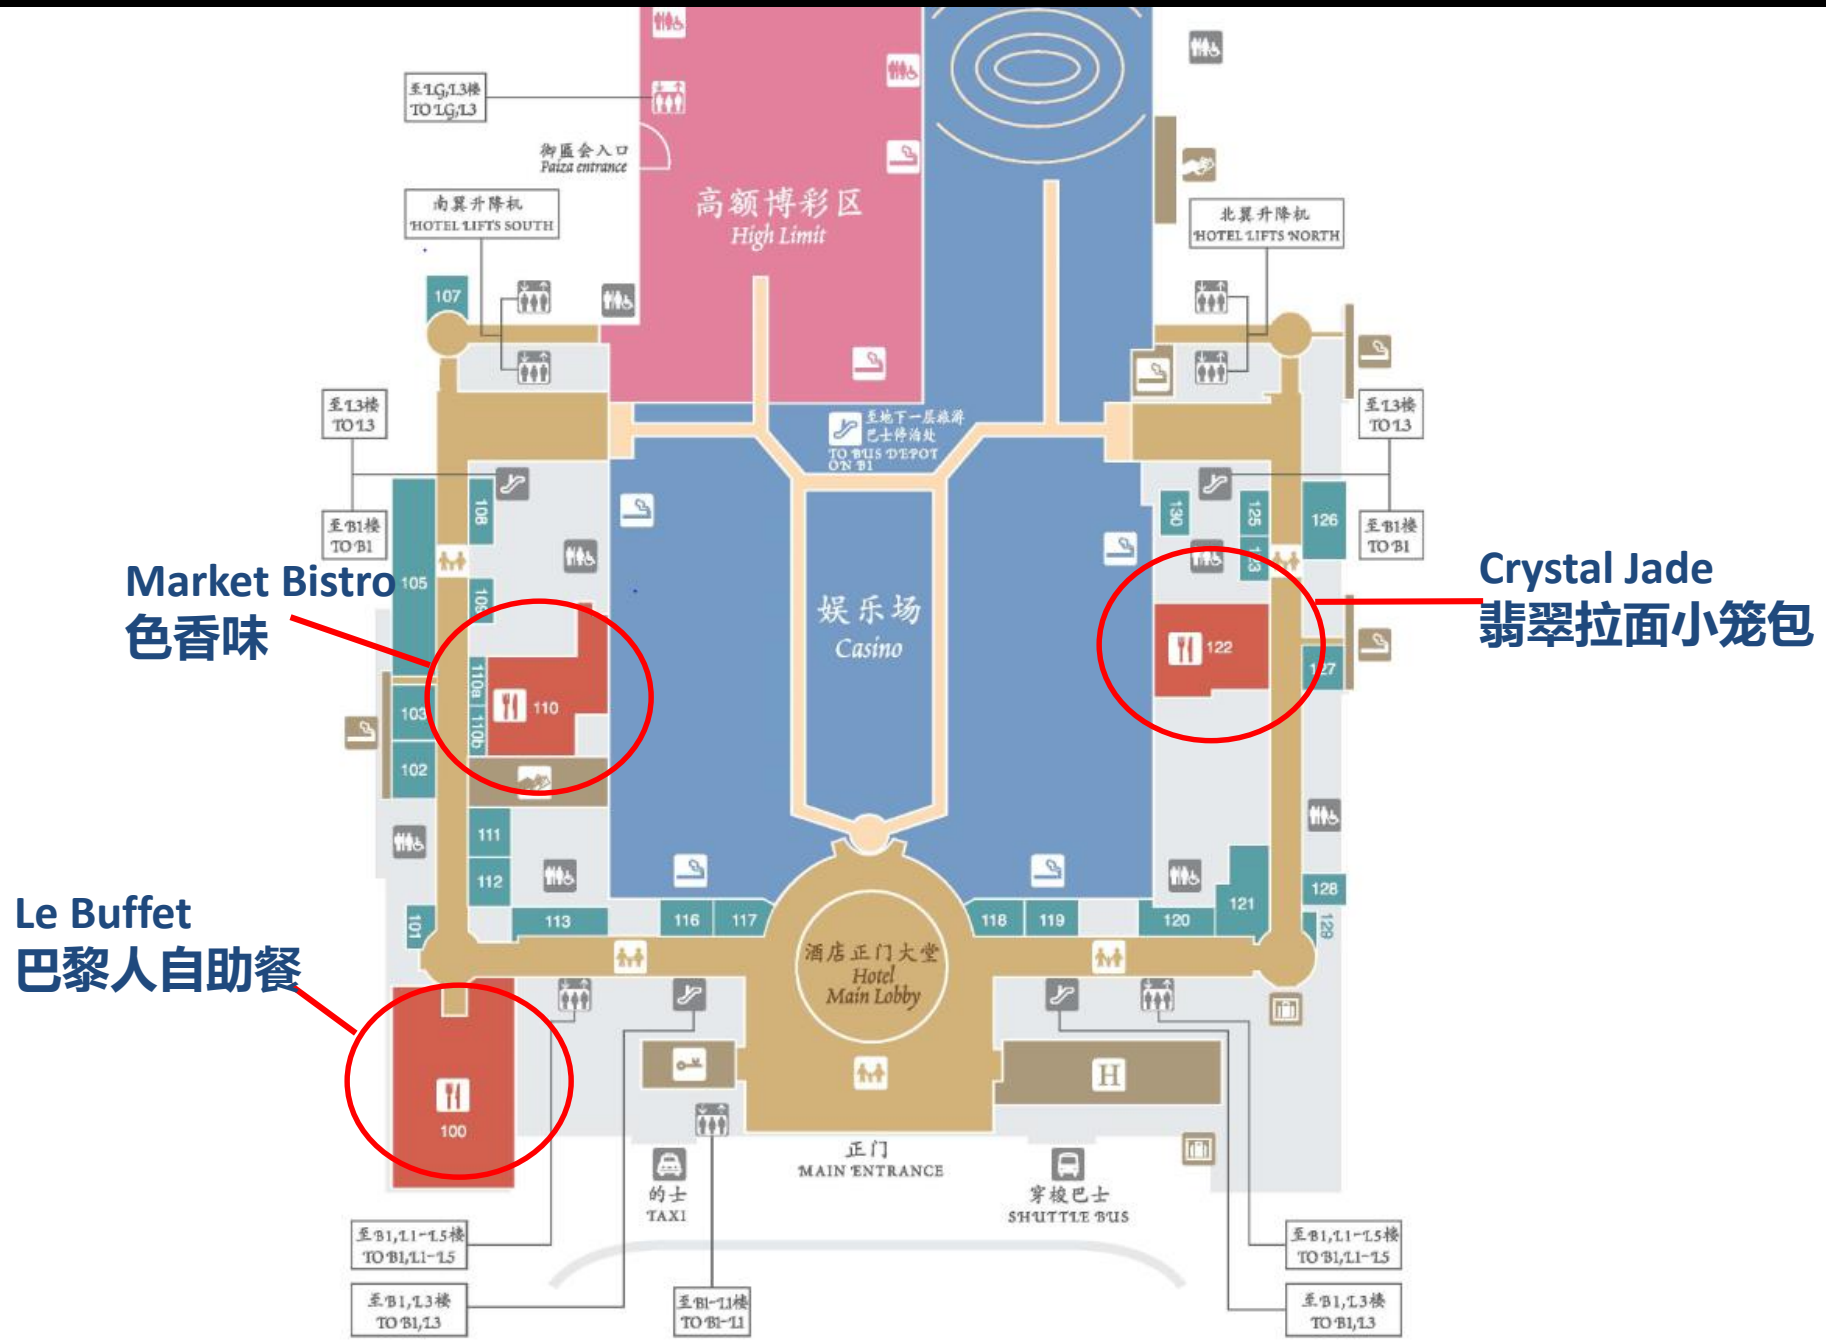 至LG,L3楼
TO LG,L3
御匾会入口
Paiza entrance
高额博彩区
High Limit
南翼升降机
HOTEL LIFTS SOUTH
北翼升降机
HOTEL LIFTS NORTH
107
至L3楼
TO L3
至地下一层旅游
巴士停泊处
TO BUS DEPOT
ON B1
至L3楼
TO L3
108
130
125
126
至B1楼
TO B1
至B1楼
TO B1
123
Market Bistro
色香味
105
109
娱乐场
Casino
Crystal Jade
翡翠拉面小笼包
122
127
110a
110
103
110b
102
111
112
128
121
Le Buffet
巴黎人自助餐
101
113
116
117
118
119
120
129
酒店正门大堂
Hotel
Main Lobby
H
100
正门
MAIN ENTRANCE
的士
TAXI
穿梭巴士
SHUTTLE BUS
至B1,L1-L5楼
TO B1,L1-L5
至B1,L1-L5楼
TO B1,L1-L5
至B1,L3楼
TO B1,L3
至B1-L1楼
TO B1-L1
至B1,L3楼
TO B1,L3